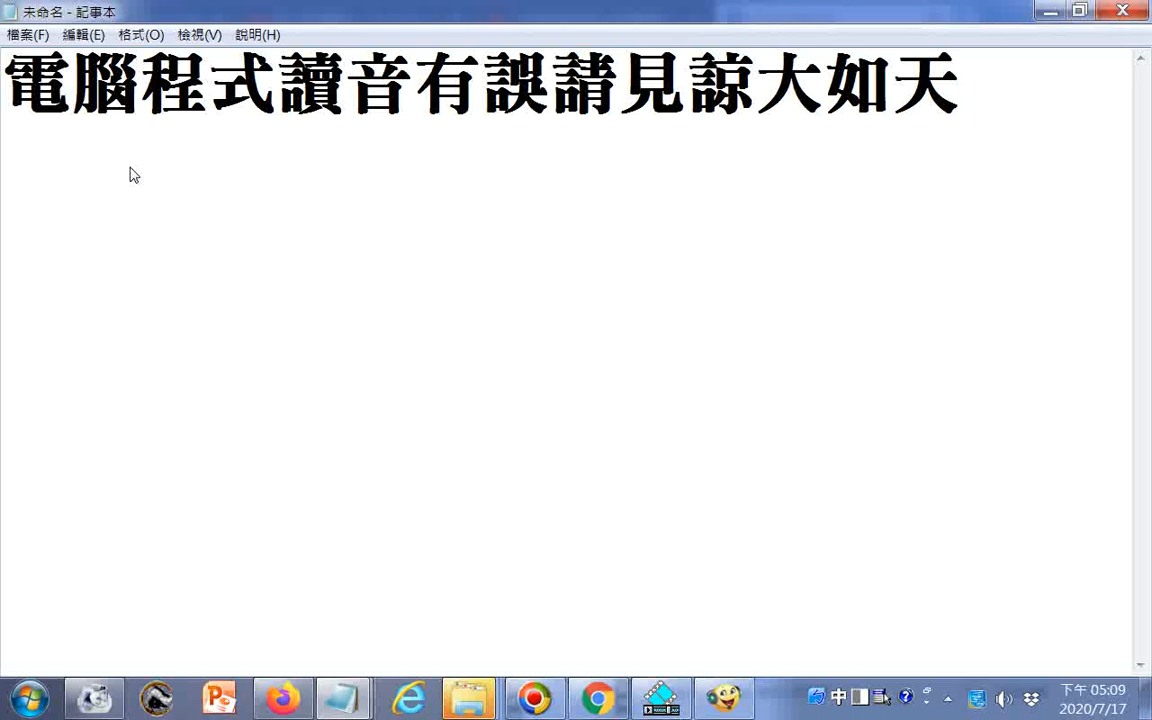 未命名 - 記事本
檔案(F) 編輯(E) 格式(O) 檢視(V) 說明(H)
電腦程式讀音有誤請見諒大如天
中
下午 05:09
2020/7/17